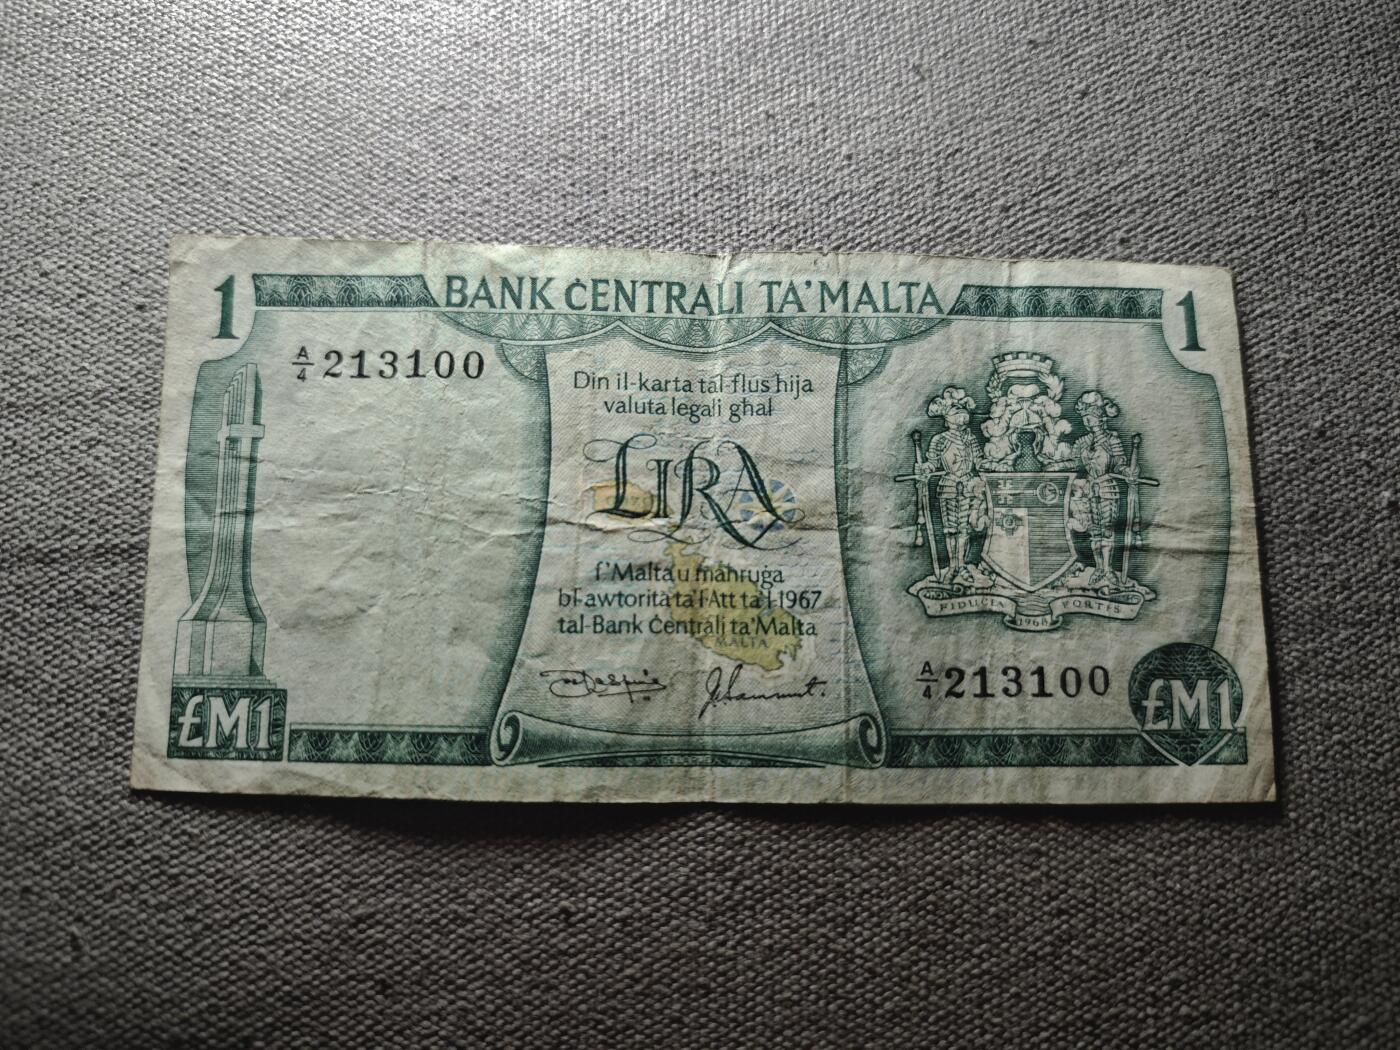 1 BANK ĊENTRALI TA' MALTA 1
A/4 213100
Din il-karta tal-flus hija
valuta legali għal
LIRA
f'Malta u maħruġa
bl-awtorità ta' l-Att ta' l-1967
tal-Bank Ċentrali ta' Malta
MALTA
FIDUCIA 1968 FORTIS
A/4 213100
£M1
£M1